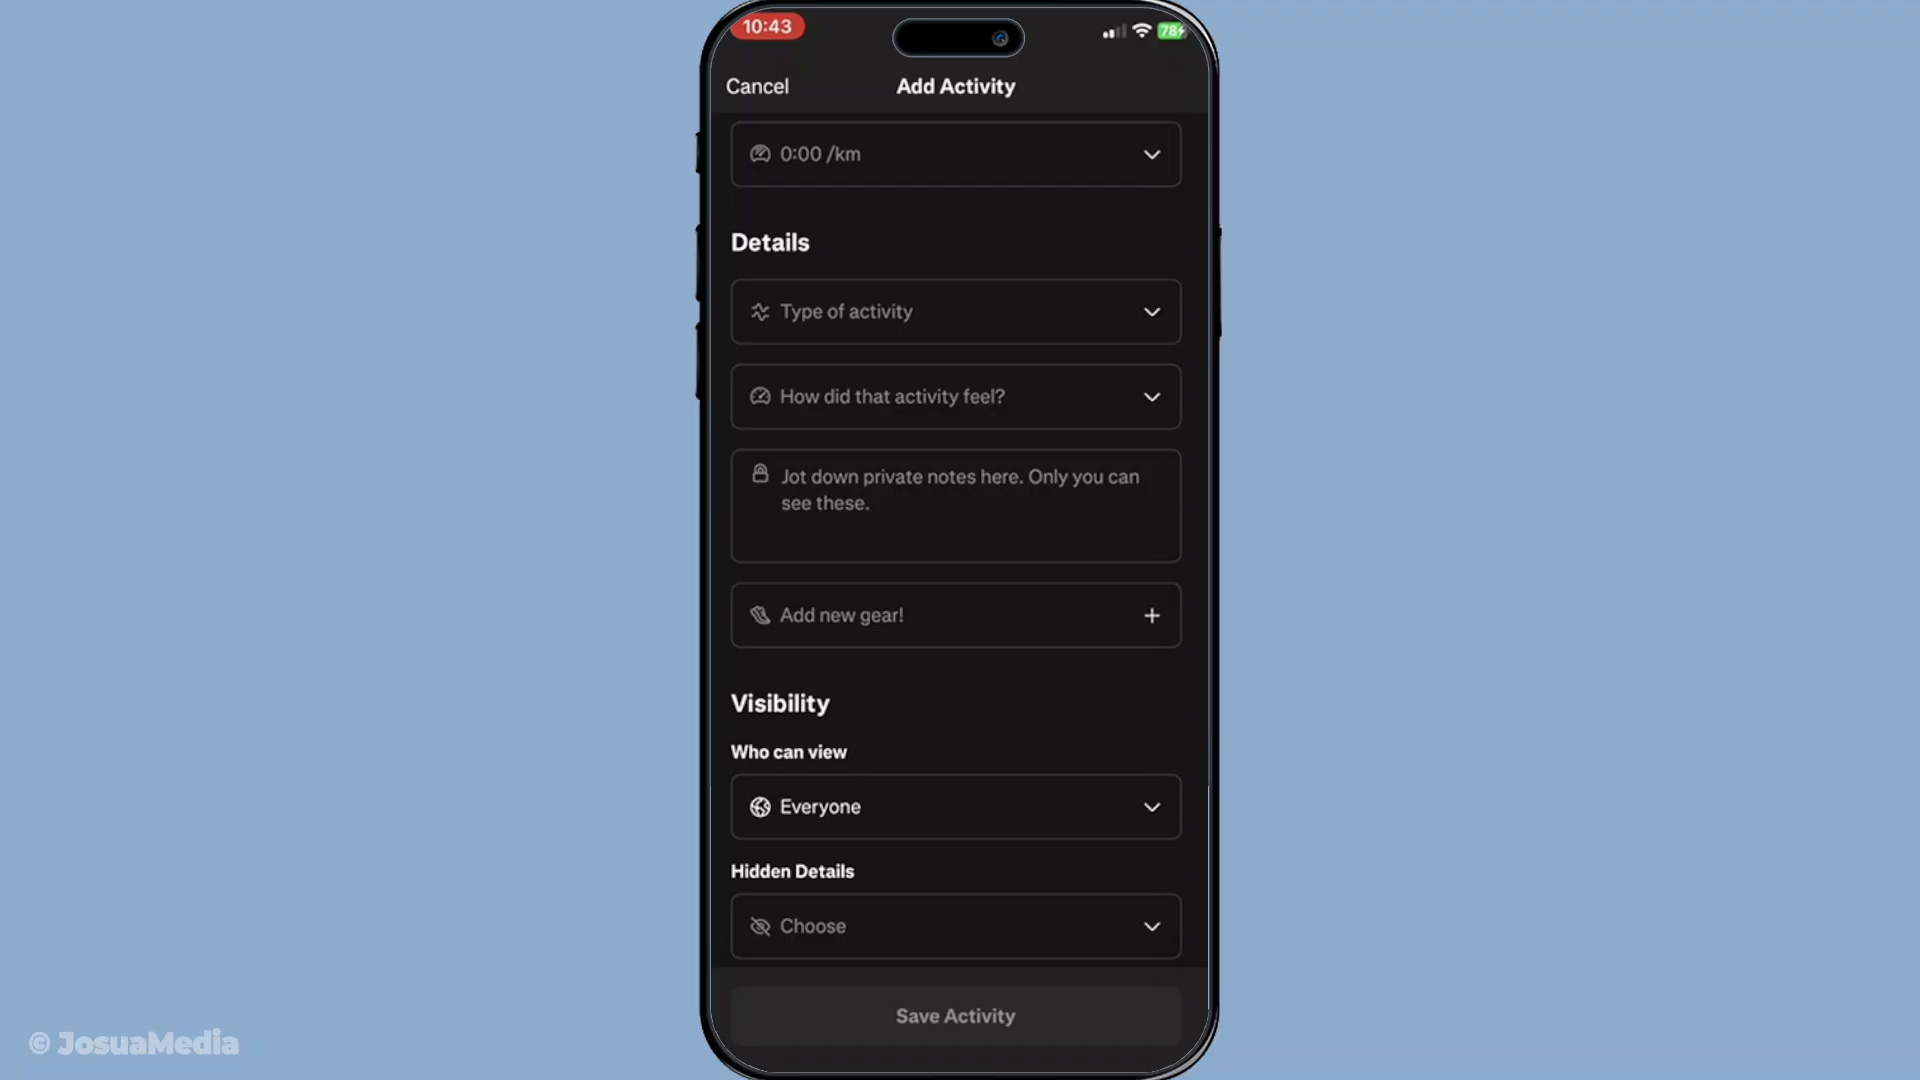 10:43
78
Cancel
Add Activity
0:00 /km
Details
Type of activity
How did that activity feel?
Jot down private notes here. Only you can
see these.
Add new gear!
Visibility
Who can view
Everyone
Hidden Details
Choose
Save Activity
© JosuaMedia